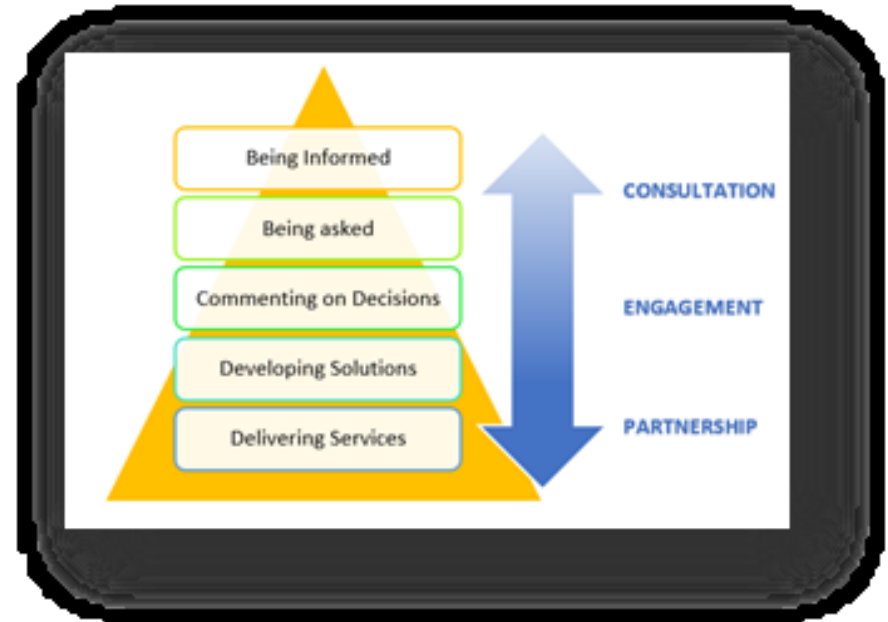 Being Informed
Being asked
Commenting on Decisions
Developing Solutions
Delivering Services
CONSULTATION
ENGAGEMENT
PARTNERSHIP